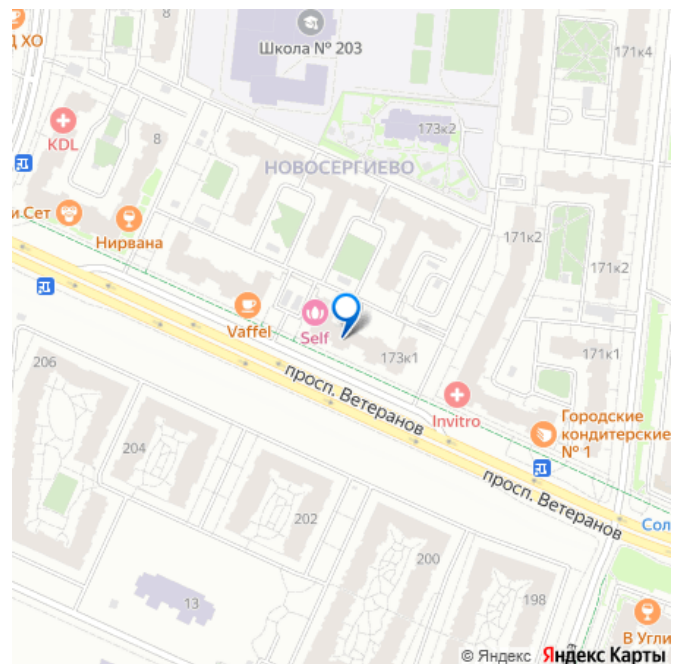 ХО
8
Школа № 203
171к4
KDL
8
173к2
НОВОСЕРГИЕВО
и Сет
Нирвана
171к2
171к2
Vaffel
Self
173к1
171к1
206
просп. Ветеранов
Invitro
Городские
кондитерские
№ 1
204
просп. Ветеранов
Сол
202
200
13
198
В Угли
© Яндекс Яндекс Карты